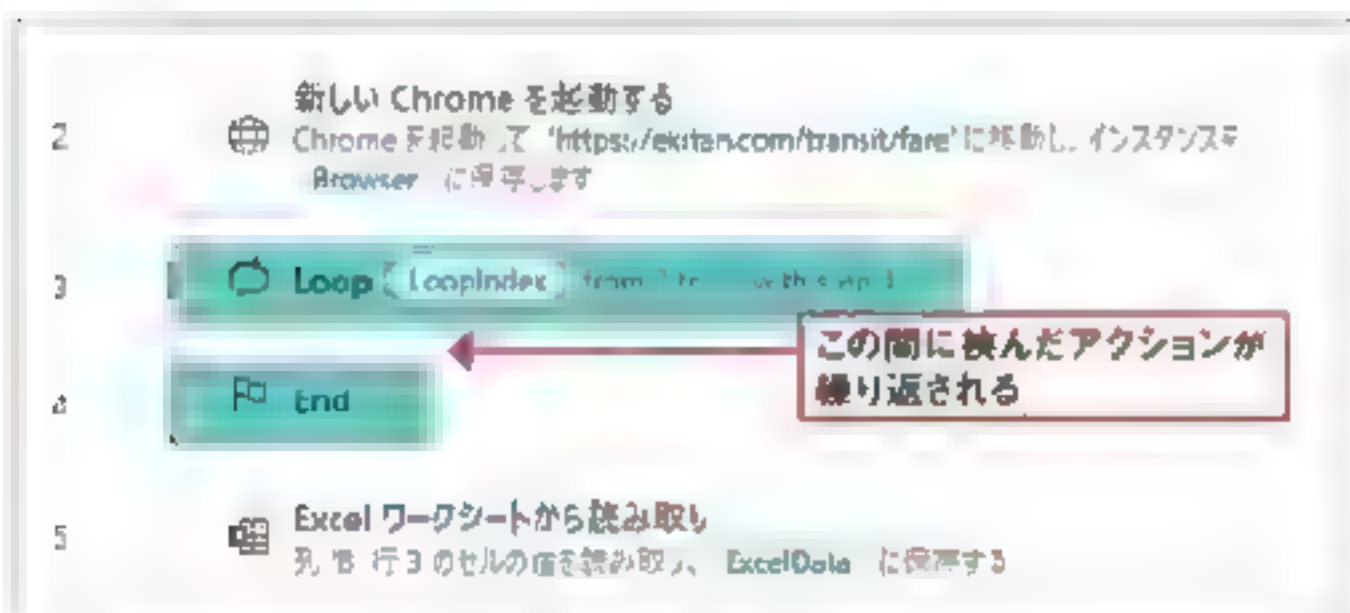 2
新しい Chrome を起動する
Chrome を起動して 'https://ekitan.com/transit/fare' に移動し、インスタンスを
Browser に保存します
3
Loop LoopIndex from to with step 1
この間に挟んだアクションが
繰り返される
4
End
5
Excel ワークシートから読み取り
列 'B' 行 3 のセルの値を読み取り、 ExcelData に保存する